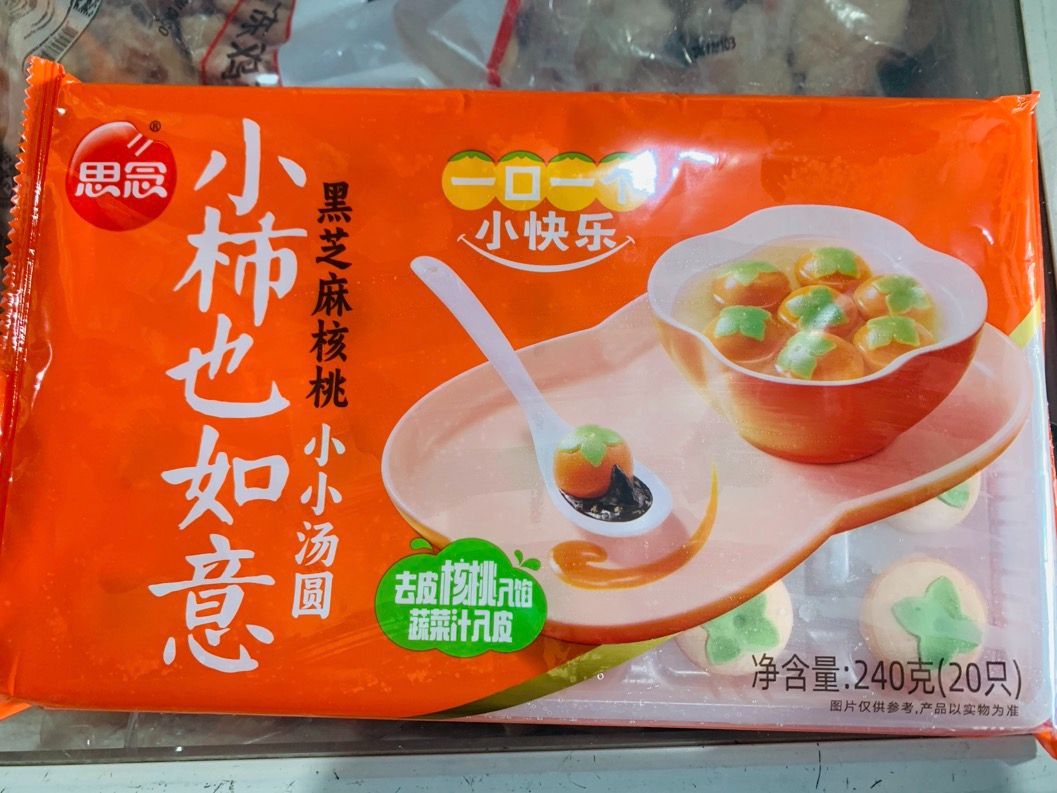 思念®
小柿也如意
黑芝麻核桃
小小汤圆
一口一个
小快乐
去皮核桃入馅
蔬菜汁入皮
净含量:240克(20只)
图片仅供参考,产品以实物为准